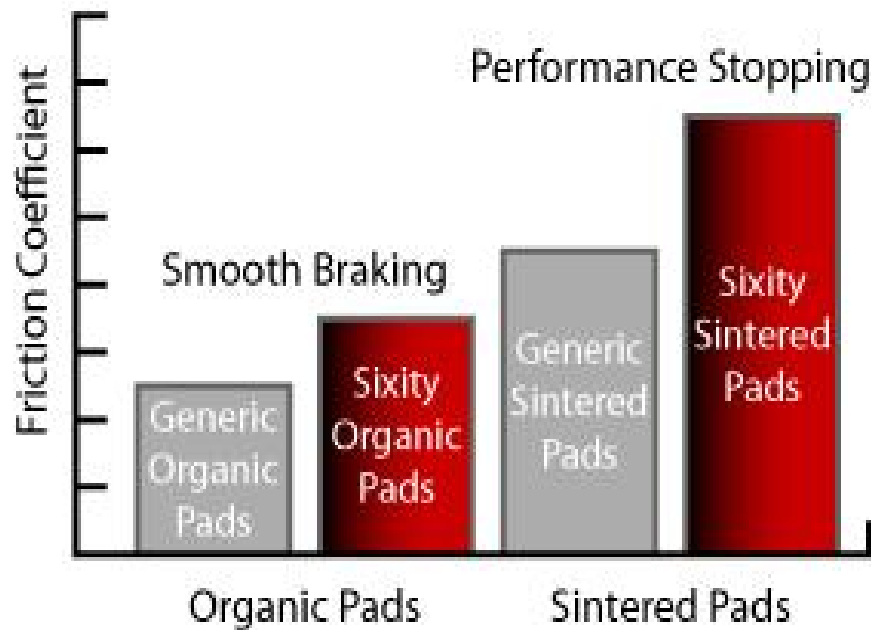 Friction Coefficient
Performance Stopping
Smooth Braking
Generic
Organic
Pads
Sixity
Organic
Pads
Generic
Sintered
Pads
Sixity
Sintered
Pads
Organic Pads
Sintered Pads